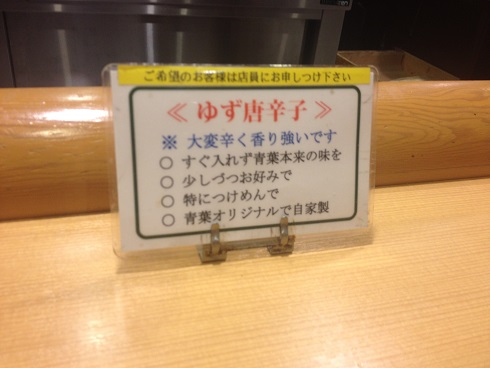 ご希望のお客様は店員にお申しつけ下さい
≪ ゆず唐辛子 ≫
※ 大変辛く香り強いです
○ すぐ入れず青葉本来の味を
○ 少しづつお好みで
○ 特につけめんで
○ 青葉オリジナルで自家製